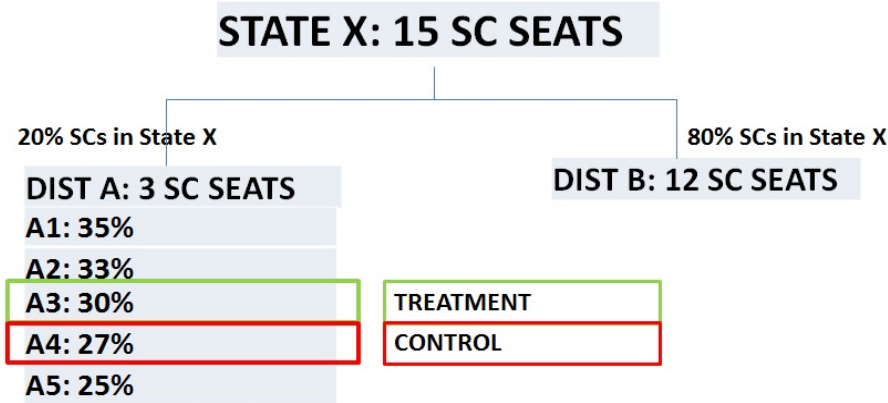 STATE X: 15 SC SEATS
20% SCs in State X
80% SCs in State X
DIST A: 3 SC SEATS
DIST B: 12 SC SEATS
A1: 35%
A2: 33%
A3: 30%
TREATMENT
A4: 27%
CONTROL
A5: 25%